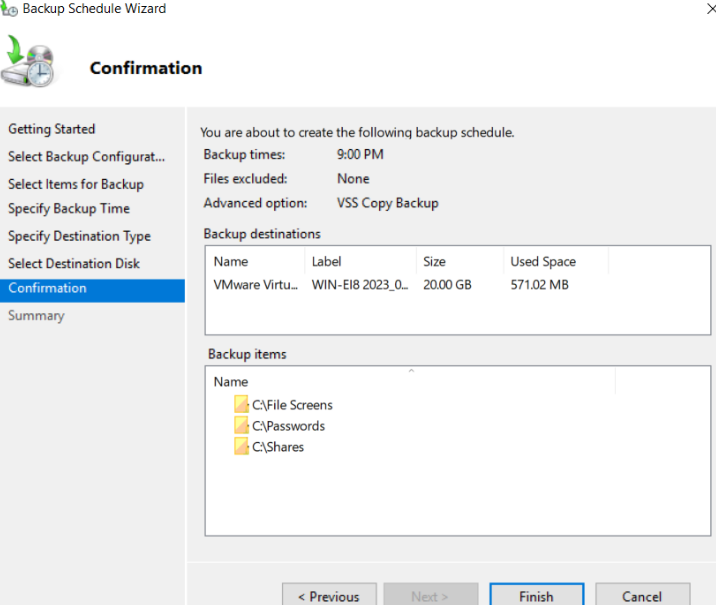 Backup Schedule Wizard
Confirmation
Getting Started
Select Backup Configurat...
Select Items for Backup
Specify Backup Time
Specify Destination Type
Select Destination Disk
Confirmation
Summary
You are about to create the following backup schedule.
Backup times: 9:00 PM
Files excluded: None
Advanced option: VSS Copy Backup
Backup destinations
Name Label Size Used Space
VMware Virtu... WIN-EI8 2023_0... 20.00 GB 571.02 MB
Backup items
Name
C:\File Screens
C:\Passwords
C:\Shares
< Previous Next > Finish Cancel